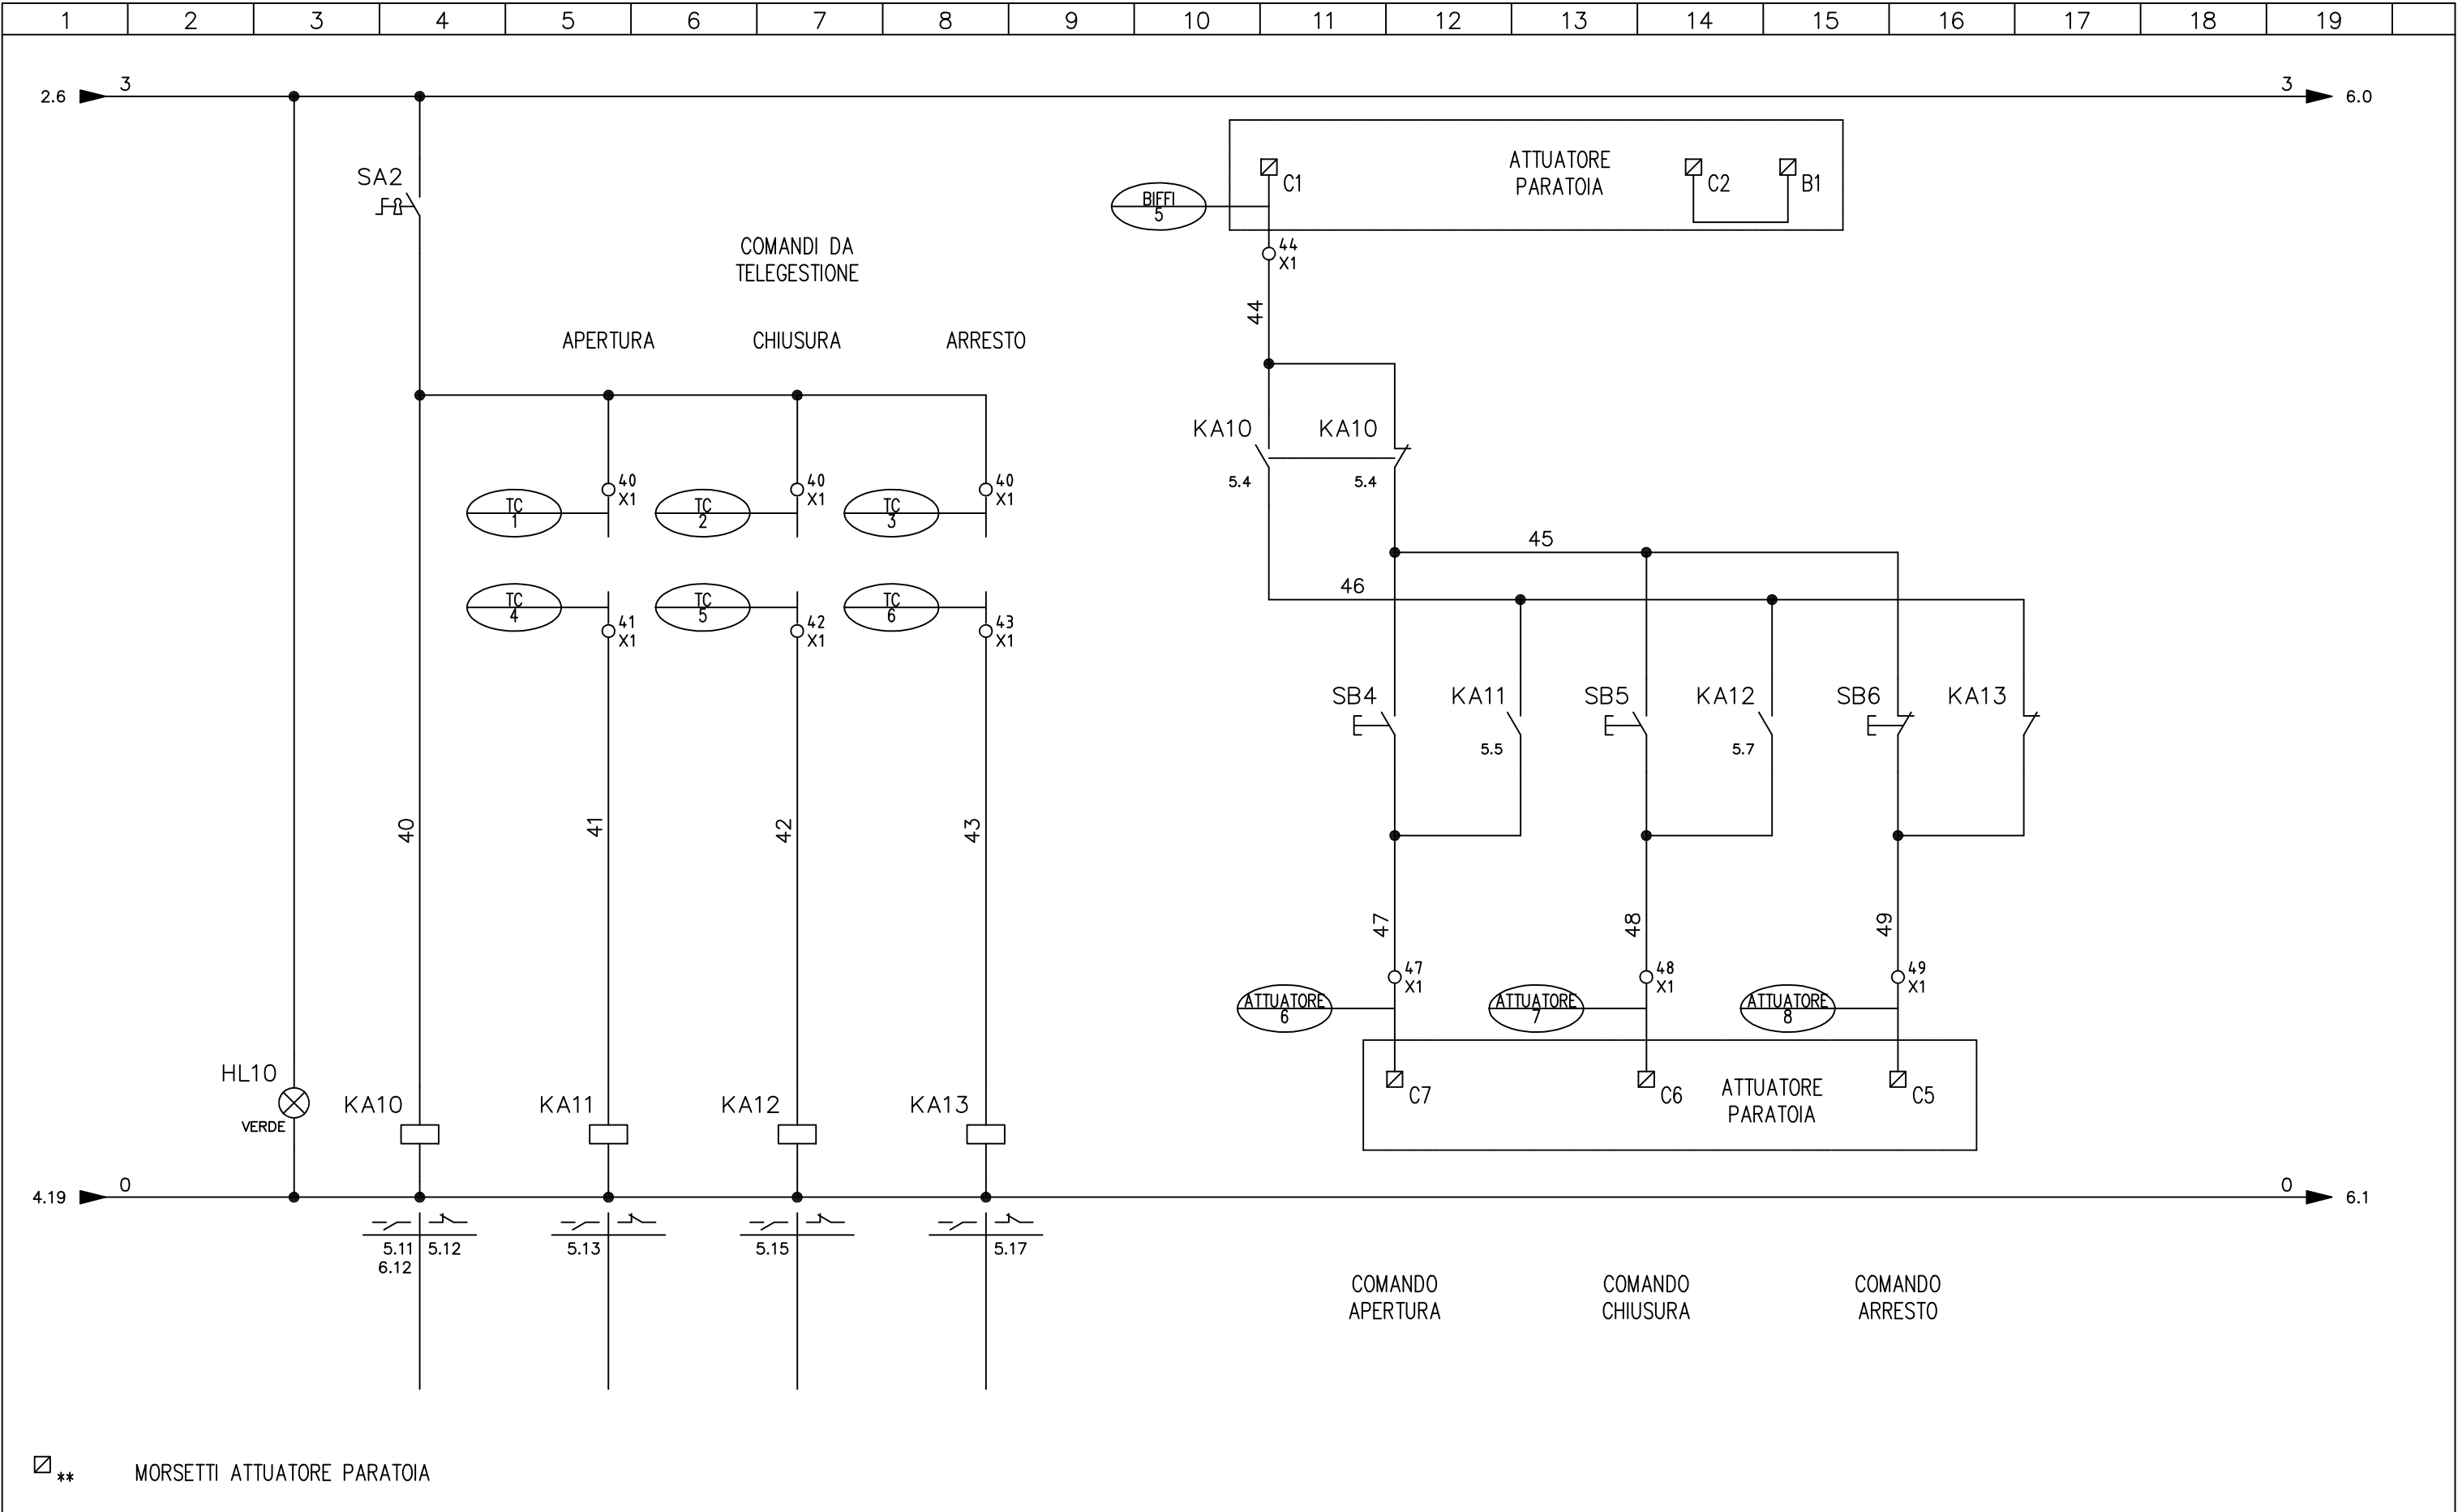 1 2 3 4 5 6 7 8 9 10 11 12 13 14 15 16 17 18 19
2.6 3 3 6.0
SA2
COMANDI DA
TELEGESTIONE
APERTURA CHIUSURA ARRESTO
40 40 40
X1 X1 X1
TC TC TC
1 2 3
TC TC TC
4 5 6
41 42 43
X1 X1 X1
40 41 42 43
HL10
VERDE
KA10 KA11 KA12 KA13
ATTUATORE
PARATOIA
C1 C2 B1
BIFFI
5
44
X1
44
KA10 KA10
5.4 5.4
45
46
SB4 KA11 SB5 KA12 SB6 KA13
5.5 5.7
47 48 49
47 48 49
X1 X1 X1
ATTUATORE ATTUATORE ATTUATORE
6 7 8
C7 C6 C5
ATTUATORE
PARATOIA
4.19 0 0 6.1
5.11 5.12 5.13 5.15 5.17
6.12
COMANDO COMANDO COMANDO
APERTURA CHIUSURA ARRESTO
** MORSETTI ATTUATORE PARATOIA